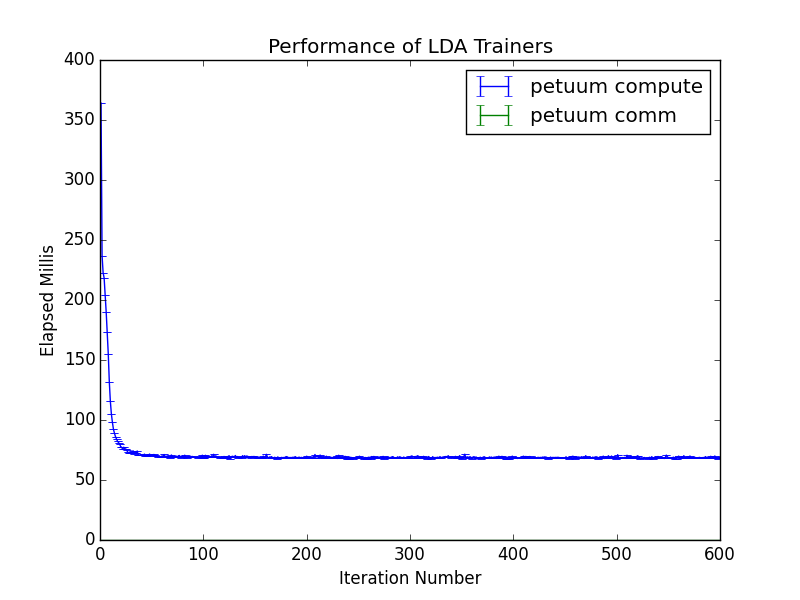 Performance of LDA Trainers
petuum compute
petuum comm
400
350
300
250
200
150
100
50
0
Elapsed Millis
0 100 200 300 400 500 600
Iteration Number